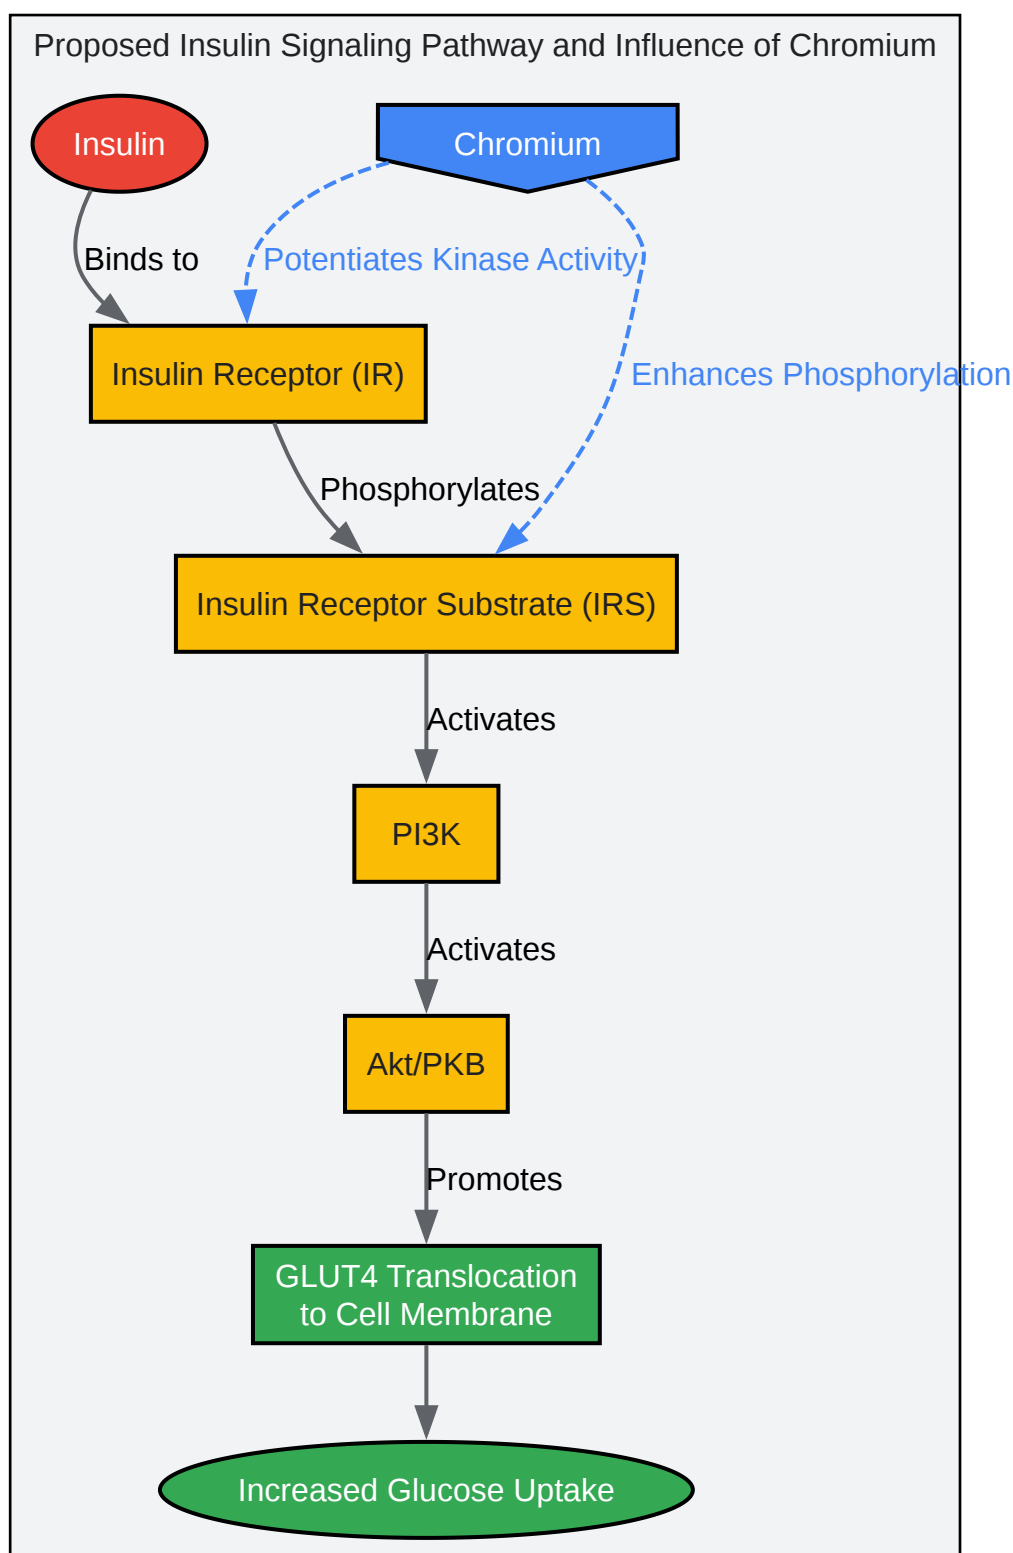 Proposed Insulin Signaling Pathway and Influence of Chromium
Insulin
Chromium
Binds to
Potentiates Kinase Activity
Insulin Receptor (IR)
Enhances Phosphorylation
Phosphorylates
Insulin Receptor Substrate (IRS)
Activates
PI3K
Activates
Akt/PKB
Promotes
GLUT4 Translocation
to Cell Membrane
Increased Glucose Uptake